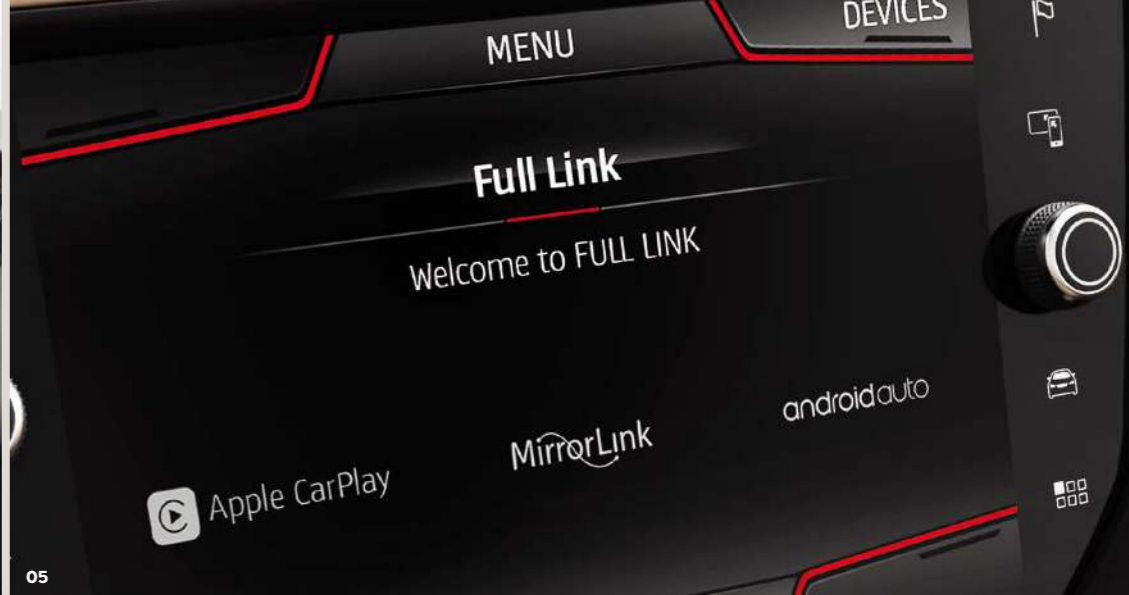 MENU
DEVICES
Full Link
Welcome to FULL LINK
Apple CarPlay
MirrorLink
androidauto
05